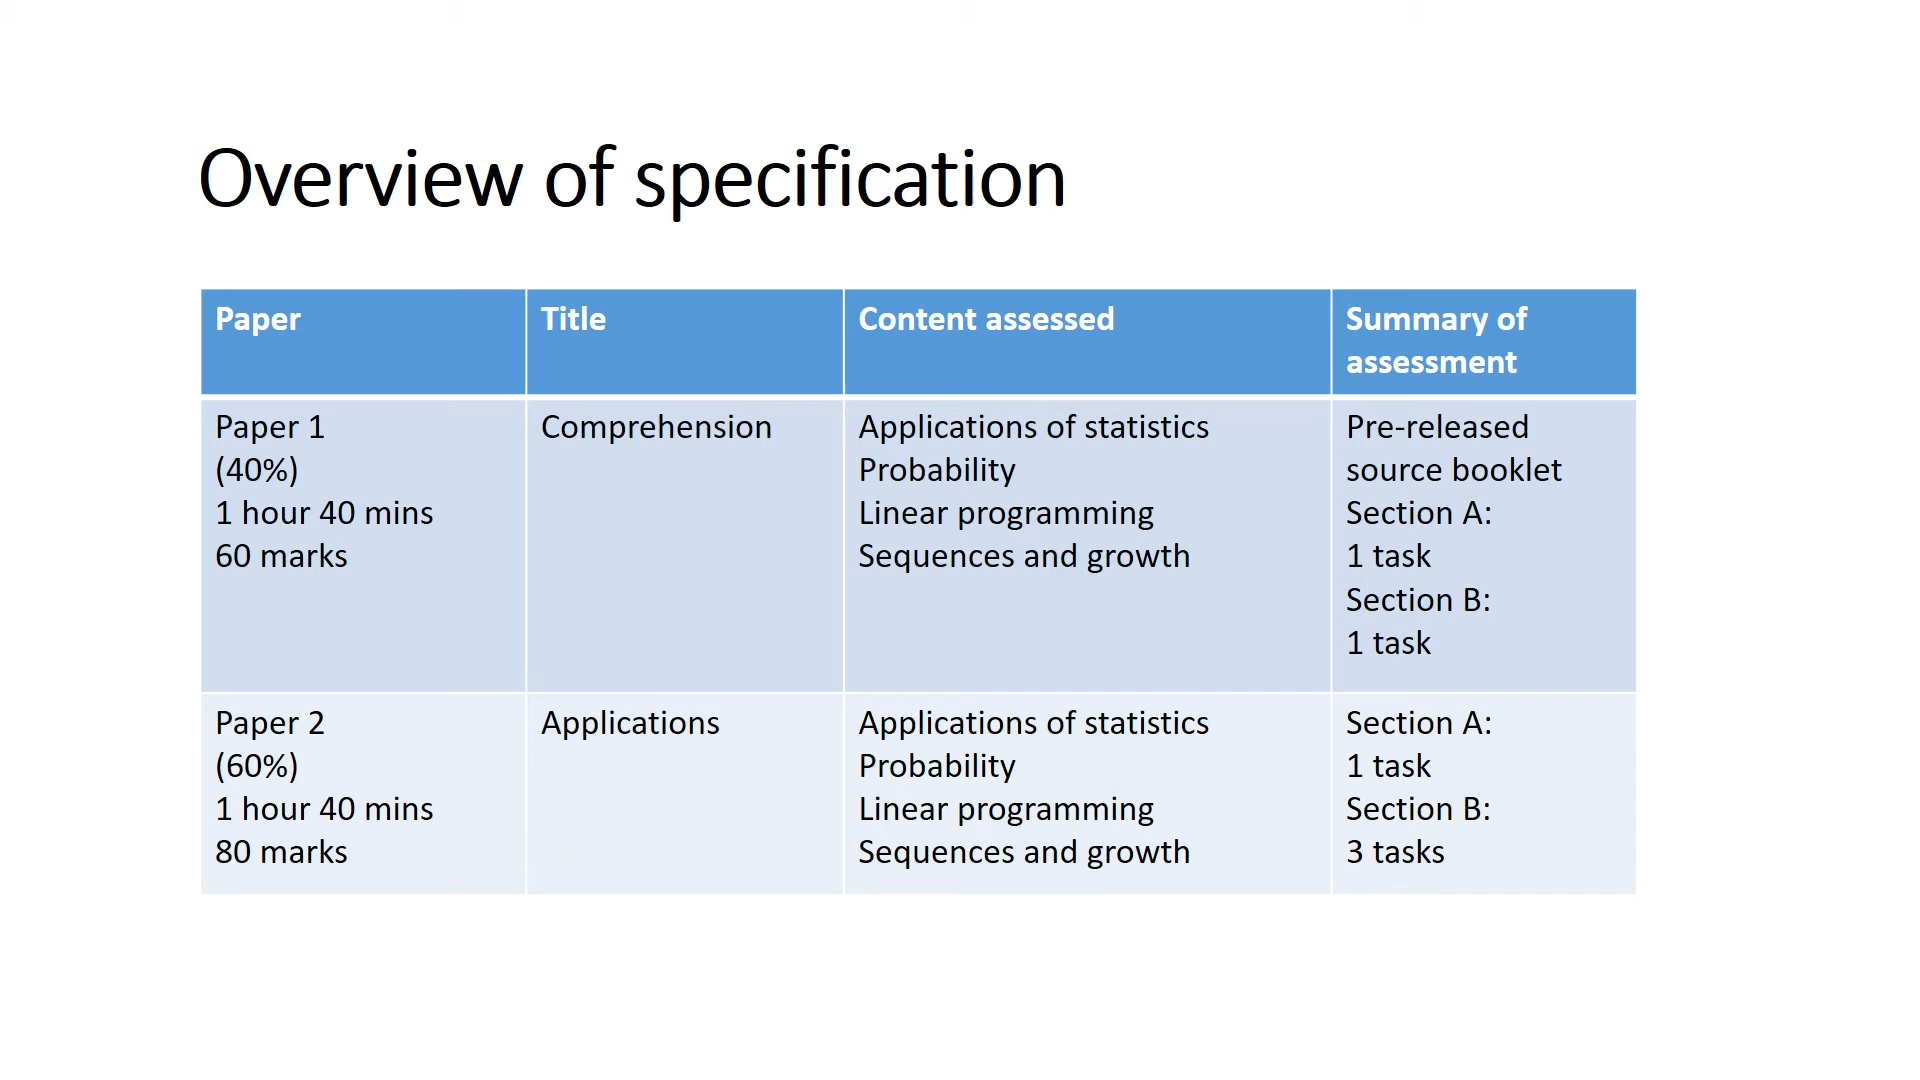 Overview of specification
Paper
Title
Content assessed
Summary of
assessment
Paper 1
(40%)
1 hour 40 mins
60 marks
Comprehension
Applications of statistics
Probability
Linear programming
Sequences and growth
Pre-released
source booklet
Section A:
1 task
Section B:
1 task
Paper 2
(60%)
1 hour 40 mins
80 marks
Applications
Applications of statistics
Probability
Linear programming
Sequences and growth
Section A:
1 task
Section B:
3 tasks